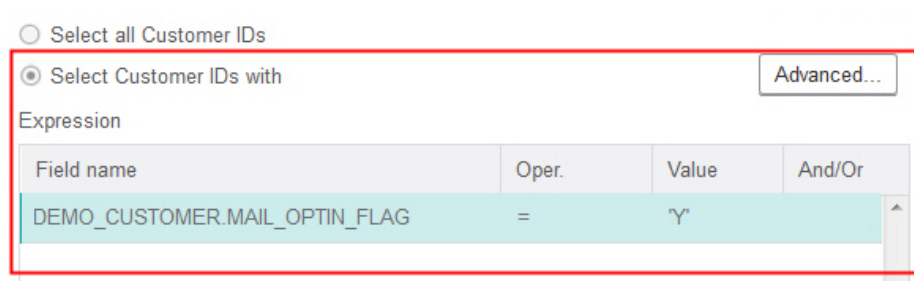 Select all Customer IDs
Select Customer IDs with Advanced...
Expression
Field name Oper. Value And/Or
DEMO_CUSTOMER.MAIL_OPTIN_FLAG = 'Y'